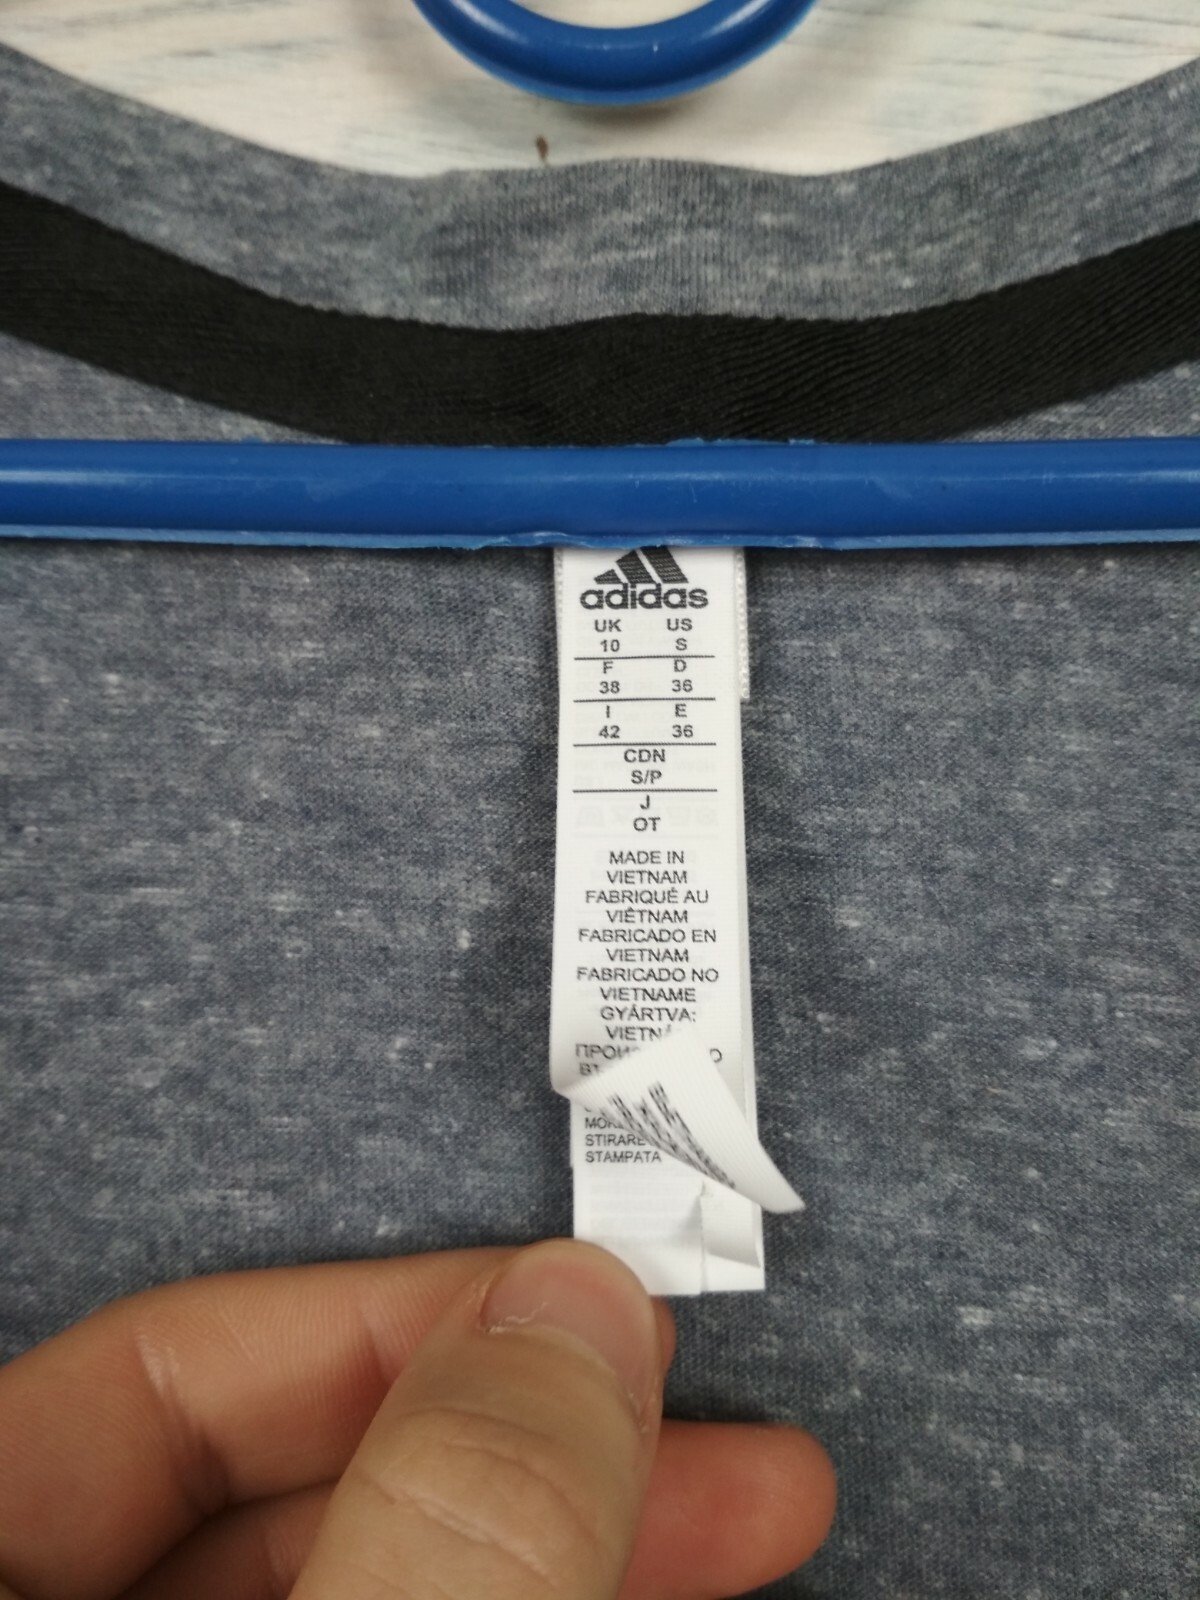 adidas
UK US
10 S
F D
38 36
I E
42 36
CDN
S/P
J
OT
MADE IN
VIETNAM
FABRIQUÉ AU
VIÊTNAM
FABRICADO EN
VIETNAM
FABRICADO NO
VIETNAME
GYÁRTVA:
STIRARE
STAMPATA